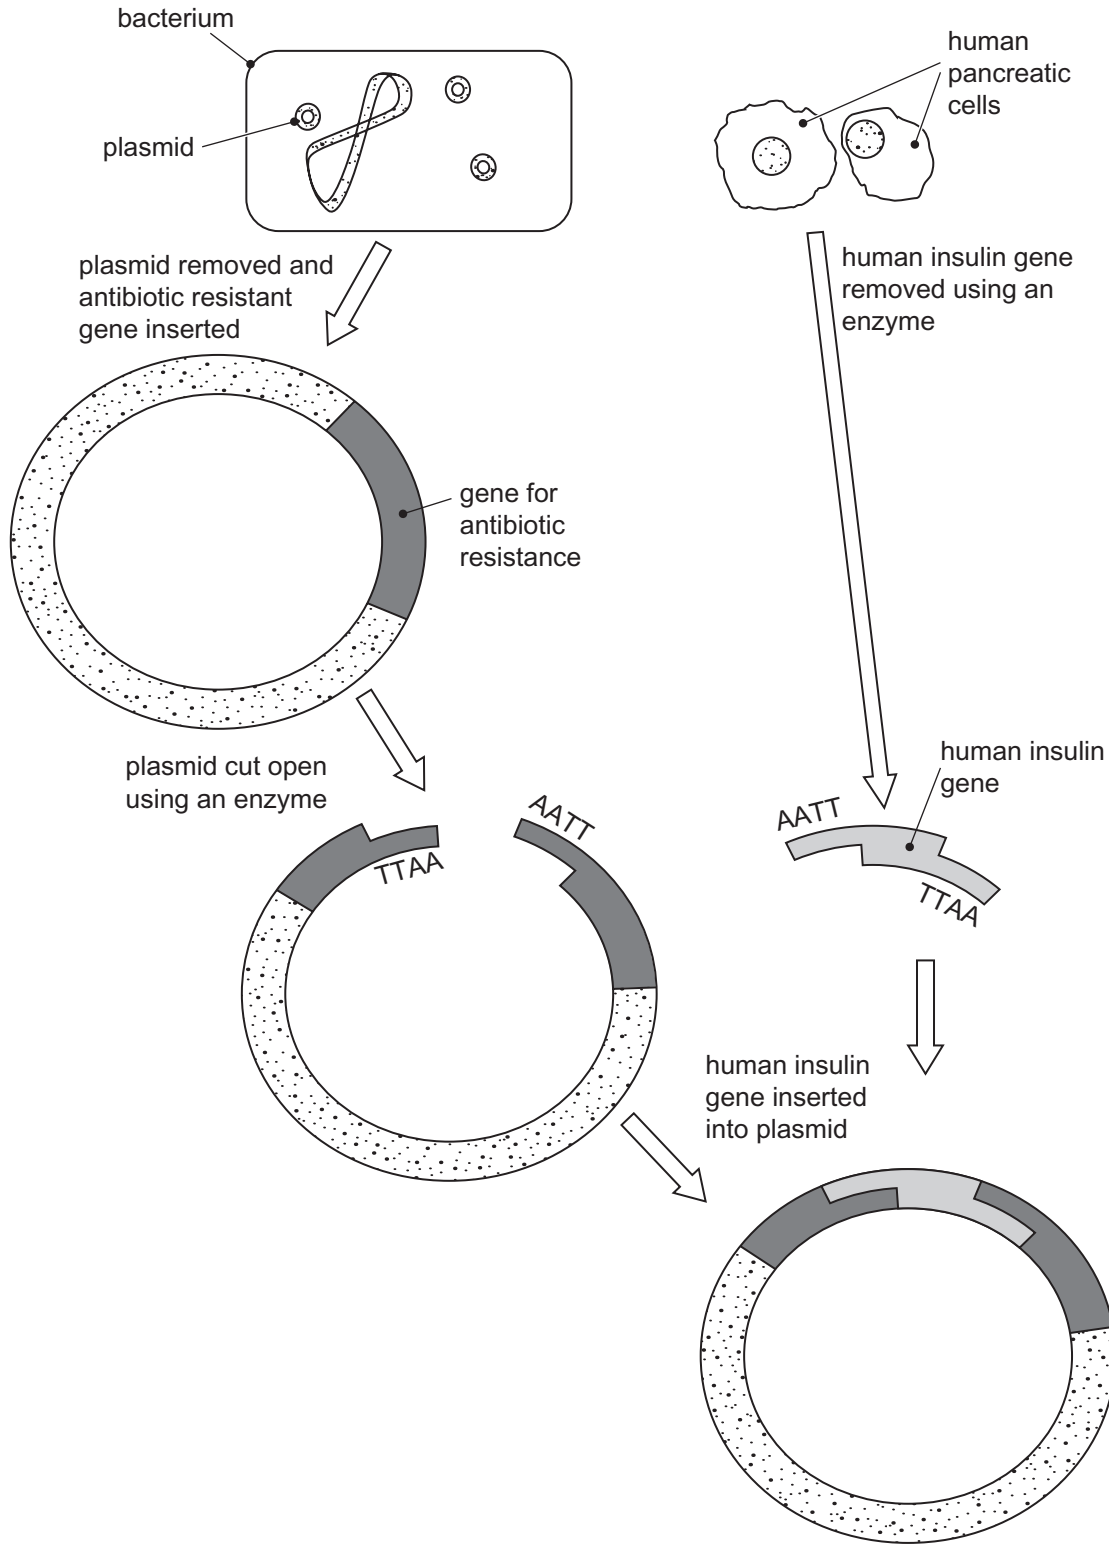 bacterium
plasmid
human
pancreatic
cells
plasmid removed and
antibiotic resistant
gene inserted
human insulin gene
removed using an
enzyme
gene for
antibiotic
resistance
plasmid cut open
using an enzyme
human insulin
gene
AATT
TTAA
AATT
TTAA
human insulin
gene inserted
into plasmid